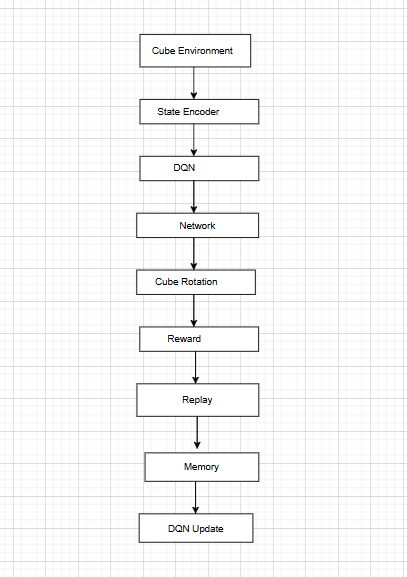 Cube Environment
State Encoder
DQN
Network
Cube Rotation
Reward
Replay
Memory
DQN Update